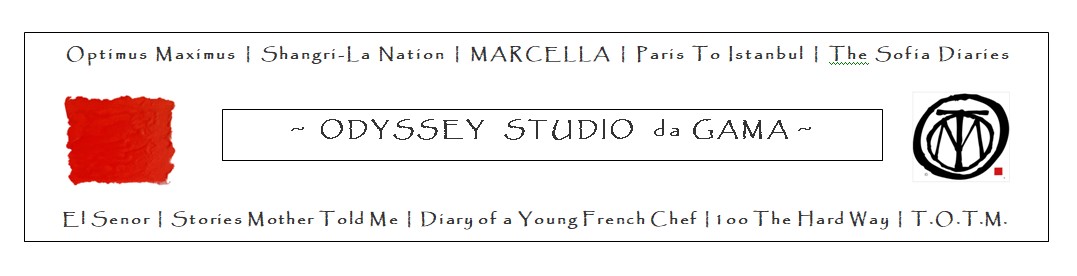 Optimus Maximus | Shangri-La Nation | MARCELLA | Paris To Istanbul | The Sofia Diaries
~ ODYSSEY STUDIO da GAMA ~
El Senor | Stories Mother Told Me | Diary of a Young French Chef | 100 The Hard Way | T.O.T.M.